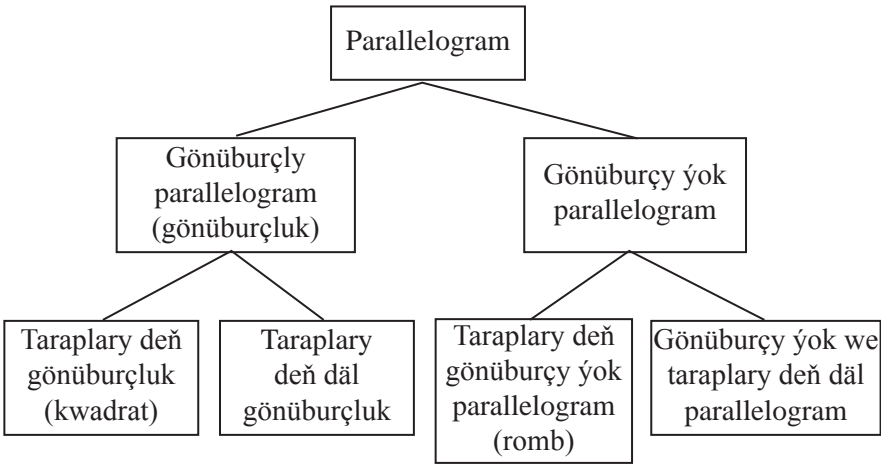 Parallelogram
Gönüburçly
parallelogram
(gönüburçluk)
Gönüburçy ýok
parallelogram
Taraplary deň
gönüburçluk
(kwadrat)
Taraplary
deň däl
gönüburçluk
Taraplary deň
gönüburçy ýok
parallelogram
(romb)
Gönüburçy ýok we
taraplary deň däl
parallelogram